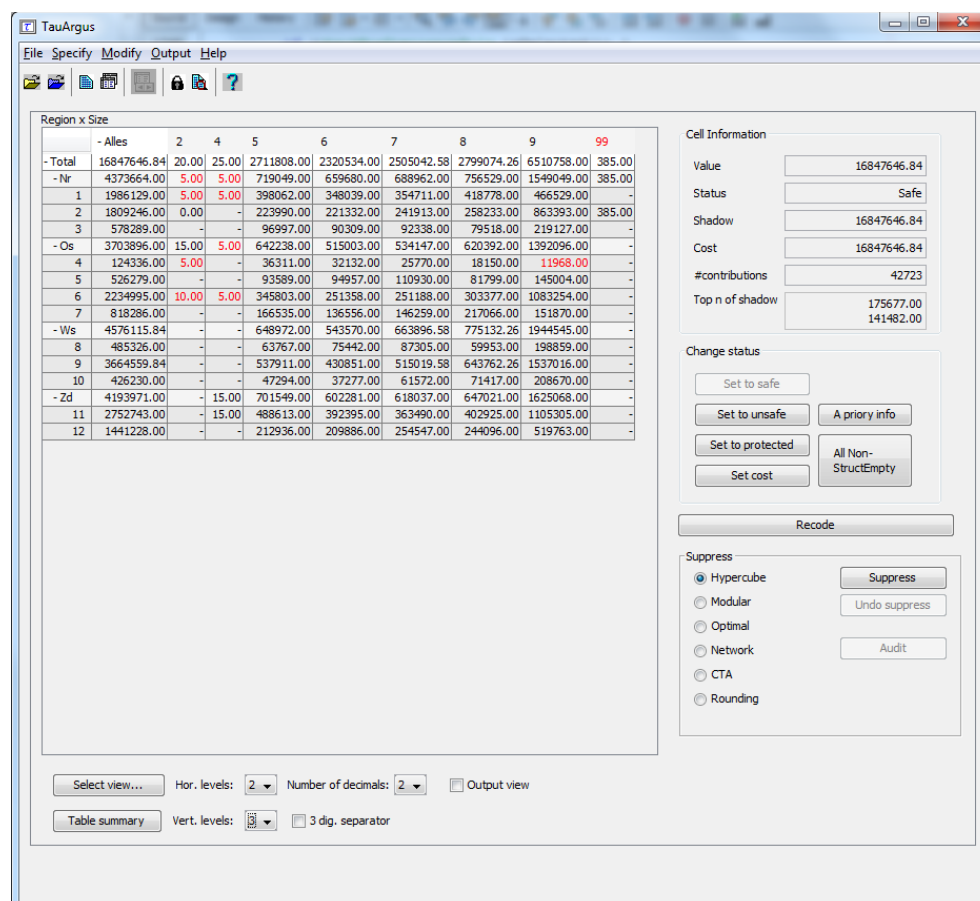 TauArgus
File Specify Modify Output Help
Region x Size
- Alles 2 4 5 6 7 8 9 99
- Total 16847646.84 20.00 25.00 2711808.00 2320534.00 2505042.58 2799074.26 6510758.00 385.00
- Nr 4373664.00 5.00 5.00 719049.00 659680.00 688962.00 756529.00 1549049.00 385.00
1 1986129.00 5.00 5.00 398062.00 348039.00 354711.00 418778.00 466529.00 -
2 1809246.00 0.00 - 223990.00 221332.00 241913.00 258233.00 863393.00 385.00
3 578289.00 - - 96997.00 90309.00 92338.00 79518.00 219127.00 -
- Os 3703896.00 15.00 5.00 642238.00 515003.00 534147.00 620392.00 1392096.00 -
4 124336.00 5.00 - 36311.00 32132.00 25770.00 18150.00 11968.00 -
5 526279.00 - - 93589.00 94957.00 110930.00 81799.00 145004.00 -
6 2234995.00 10.00 5.00 345803.00 251358.00 251188.00 303377.00 1083254.00 -
7 818286.00 - - 166535.00 136556.00 146259.00 217066.00 151870.00 -
- Ws 4576115.84 - - 648972.00 543570.00 663896.58 775132.26 1944545.00 -
8 485326.00 - - 63767.00 75442.00 87305.00 59953.00 198859.00 -
9 3664559.84 - - 537911.00 430851.00 515019.58 643762.26 1537016.00 -
10 426230.00 - - 47294.00 37277.00 61572.00 71417.00 208670.00 -
- Zd 4193971.00 - 15.00 701549.00 602281.00 618037.00 647021.00 1625068.00 -
11 2752743.00 - 15.00 488613.00 392395.00 363490.00 402925.00 1105305.00 -
12 1441228.00 - - 212936.00 209886.00 254547.00 244096.00 519763.00 -
Cell Information
Value 16847646.84
Status Safe
Shadow 16847646.84
Cost 16847646.84
#contributions 42723
Top n of shadow 175677.00
141482.00
Change status
Set to safe
Set to unsafe A priory info
Set to protected All Non-
StructEmpty
Set cost
Recode
Suppress
Hypercube Suppress
Modular Undo suppress
Optimal
Network Audit
CTA
Rounding
Select view... Hor. levels: 2 Number of decimals: 2 Output view
Table summary Vert. levels: 3 3 dig. separator